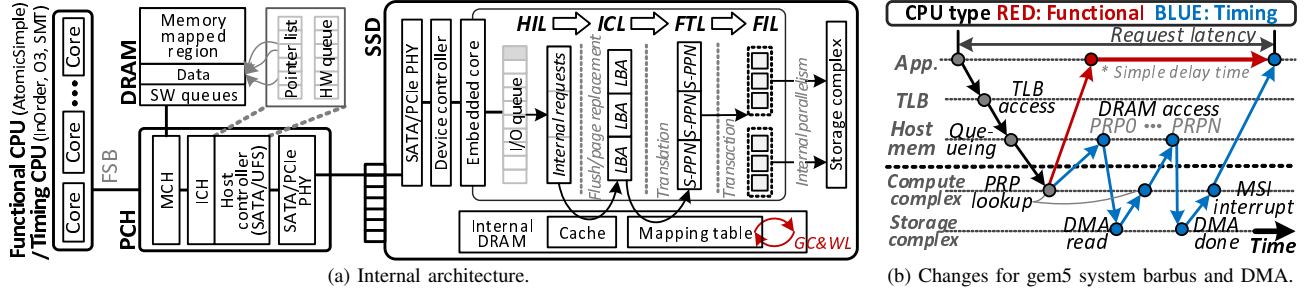 Functional CPU (AtomicSimple)
/ Timing CPU (InOrder, O3, SMT)
Core
Core
Core
FSB
DRAM
Memory
mapped
region
Data
SW queues
Pointer list
HW queue
PCH
MCH
ICH
Host
controller
(SATA/UFS)
SATA/PCIe
PHY
SSD
SATA/PCIe PHY
Device controller
Embedded core
HIL
ICL
FTL
FIL
I/O queue
Internal requests
Flush/page replacement
LBA
LBA
LBA
Translation
S-PPN
S-PPN
S-PPN
Transaction
Internal parallelism
Storage complex
Internal
DRAM
Cache
Mapping table
GC&WL
(a) Internal architecture.
CPU type RED: Functional BLUE: Timing
Request latency
App.
* Simple delay time
TLB
TLB
access
DRAM access
PRP0 ··· PRPN
Host
mem
Que-
ueing
Compute
complex
PRP
lookup
MSI
interrupt
Storage
complex
DMA
read
DMA
done
Time
(b) Changes for gem5 system barbus and DMA.